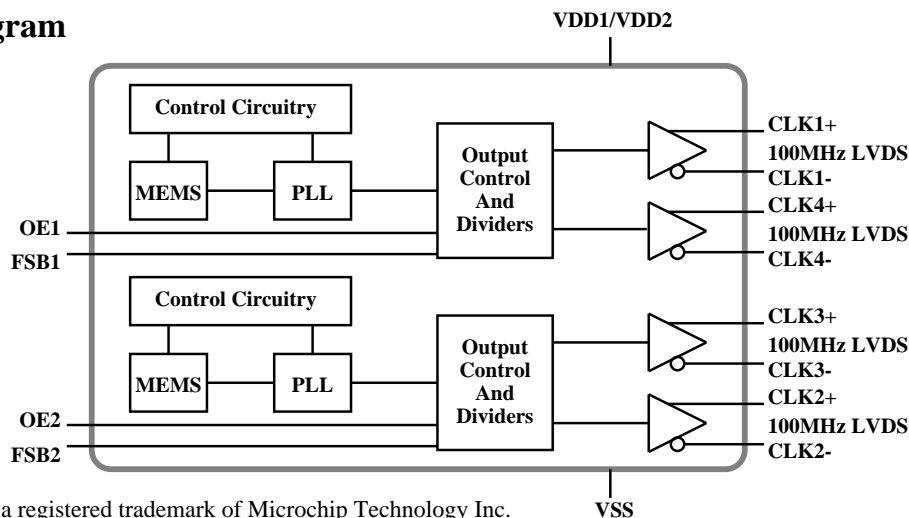 gram
VDD1/VDD2
Control Circuitry
MEMS
PLL
Output
Control
And
Dividers
OE1
FSB1
CLK1+
100MHz LVDS
CLK1-
CLK4+
100MHz LVDS
CLK4-
Control Circuitry
MEMS
PLL
Output
Control
And
Dividers
OE2
FSB2
CLK3+
100MHz LVDS
CLK3-
CLK2+
100MHz LVDS
CLK2-
VSS
a registered trademark of Microchip Technology Inc.